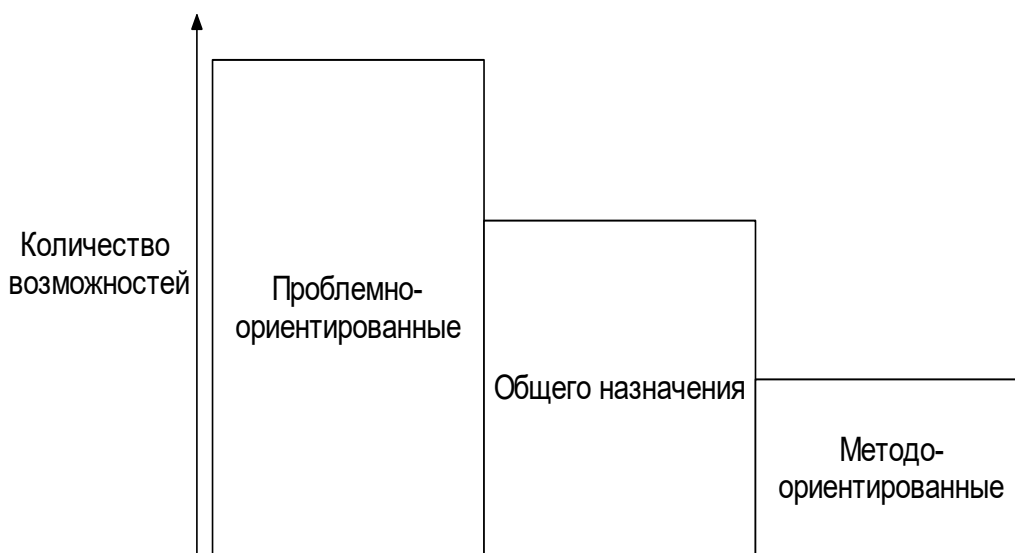 Количество
возможностей
Проблемно-
ориентированные
Общего назначения
Методо-
ориентированные